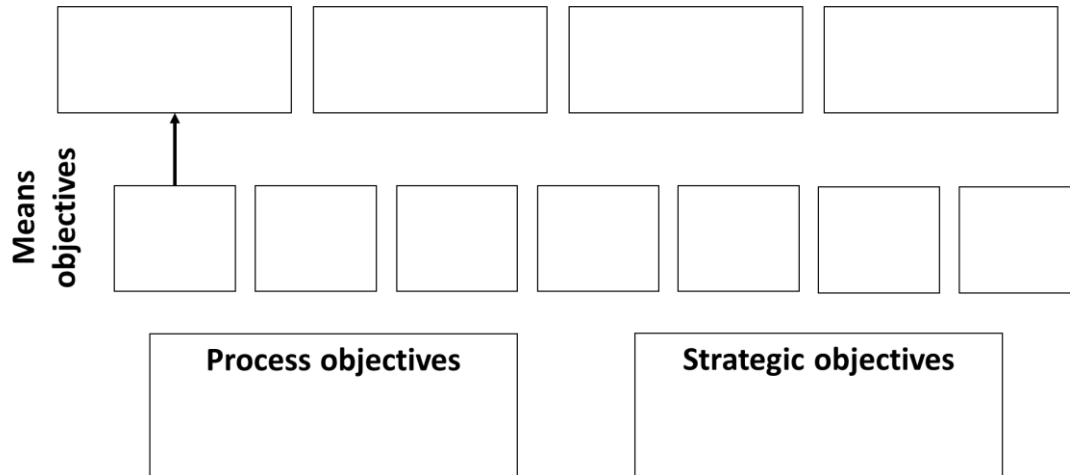 Means
objectives
Process objectives
Strategic objectives